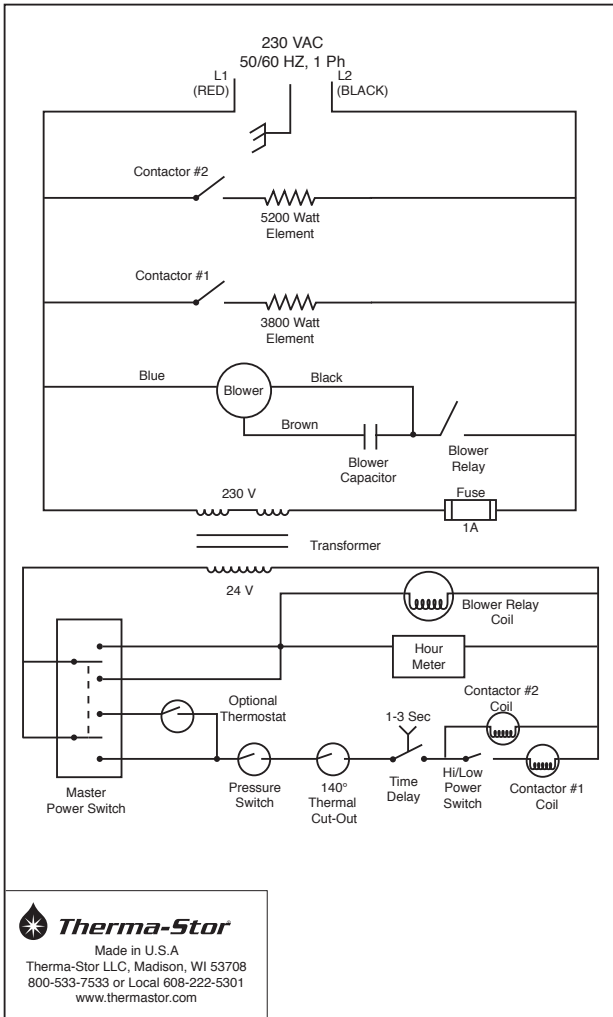 230 VAC
50/60 HZ, 1 Ph
L1
(RED)
L2
(BLACK)
Contactor #2
5200 Watt
Element
Contactor #1
3800 Watt
Element
Blue
Blower
Black
Brown
Blower
Capacitor
Blower
Relay
230 V
Fuse
1A
Transformer
24 V
Blower Relay
Coil
Hour
Meter
Optional
Thermostat
Contactor #2
Coil
1-3 Sec
Master
Power Switch
Pressure
Switch
140°
Thermal
Cut-Out
Time
Delay
Hi/Low
Power
Switch
Contactor #1
Coil
Therma-Stor
Made in U.S.A
Therma-Stor LLC, Madison, WI 53708
800-533-7533 or Local 608-222-5301
www.thermastor.com